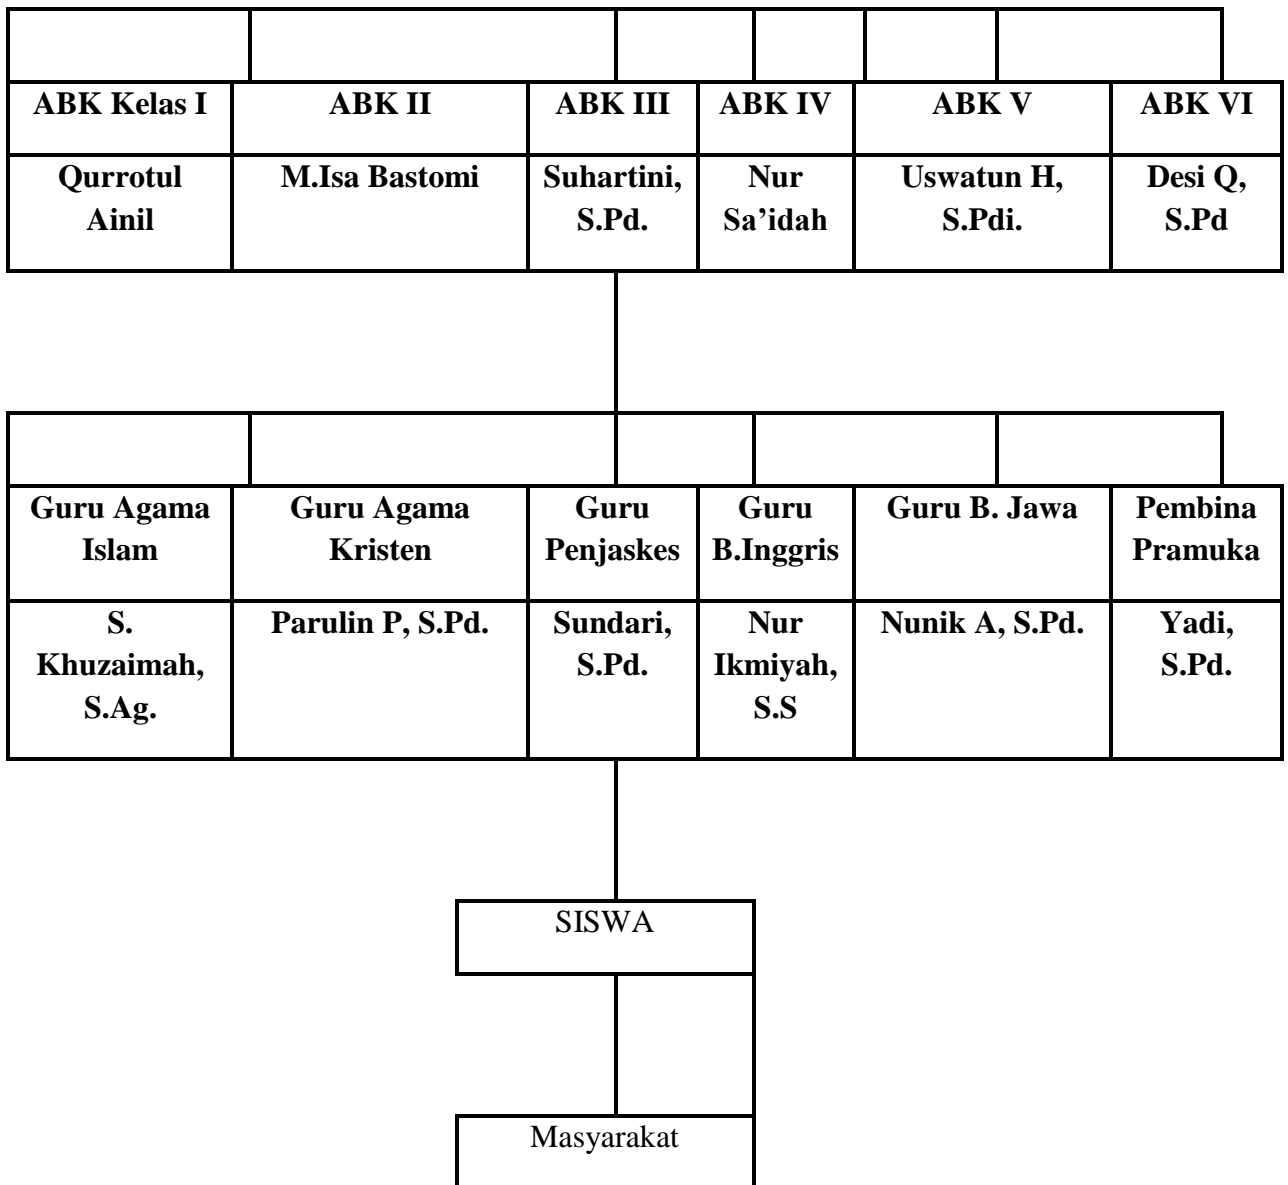 ABK Kelas I ABK II ABK III ABK IV ABK V ABK VI
Qurrotul M.Isa Bastomi Suhartini, Nur Uswatun H, Desi Q,
Ainil S.Pd. Sa’idah S.Pdi. S.Pd
Guru Agama Guru Agama Guru Guru Guru B. Jawa Pembina
Islam Kristen Penjaskes B.Inggris Pramuka
S. Parulin P, S.Pd. Sundari, Nur Nunik A, S.Pd. Yadi,
Khuzaimah, S.Pd. Ikmiyah, S.Pd.
S.Ag. S.S
SISWA
Masyarakat